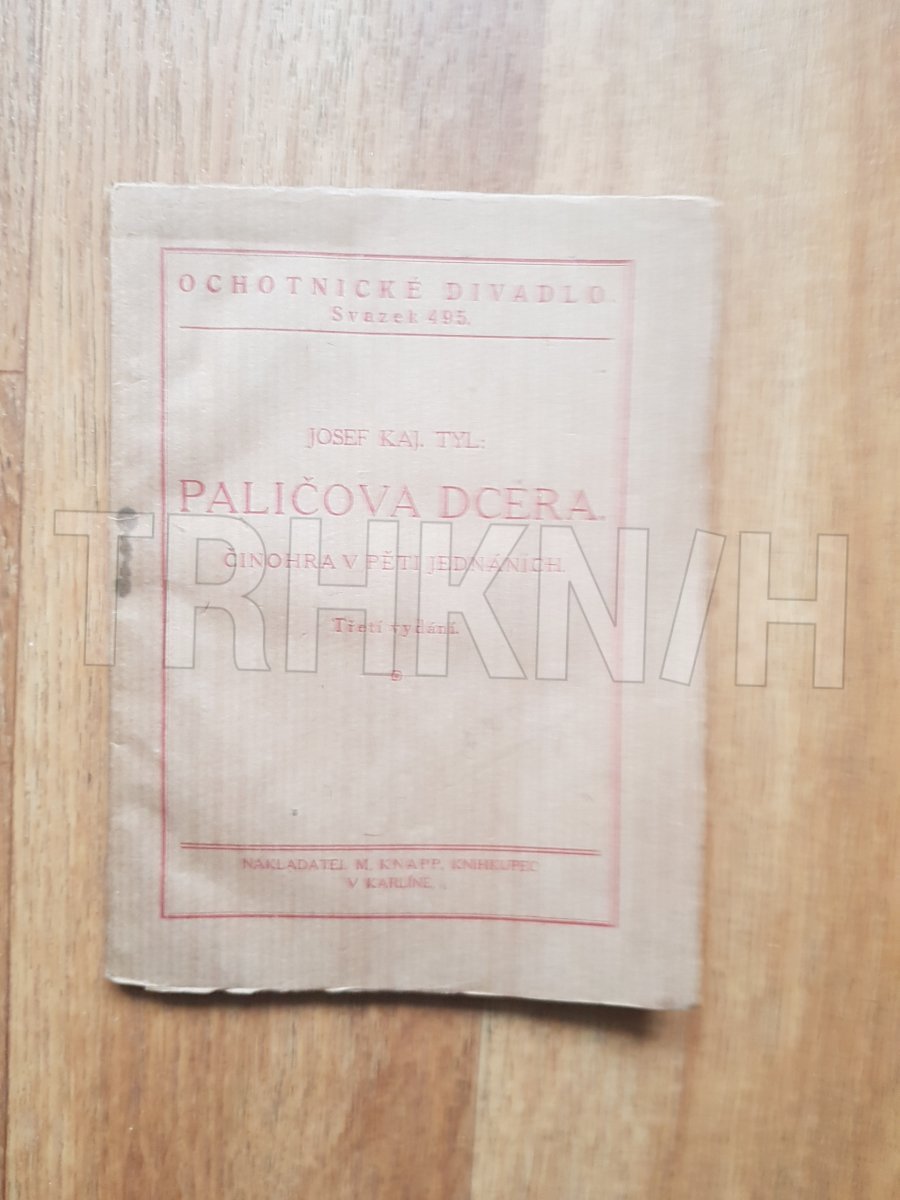 OCHOTNICKÉ DIVADLO.
Svazek 495.
JOSEF KAJ. TYL:
PALIČOVA DCERA.
ČINOHRA V PĚTI JEDNÁNÍCH.
Třetí vydání.
TRHKNIH
NAKLADATEL M. KNAPP, KNIHKUPEC
V KARLÍNĚ.